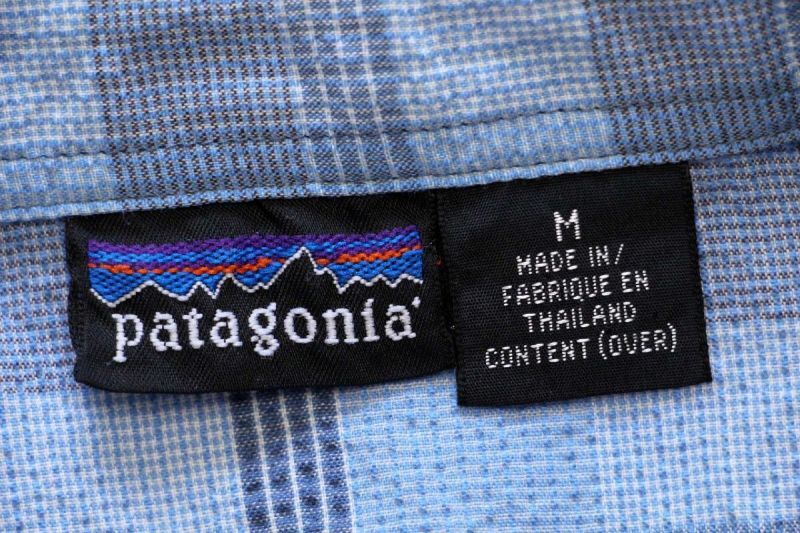 patagonia
M
MADE IN/
FABRIQUE EN
THAILAND
CONTENT (OVER)